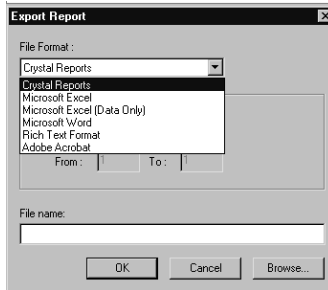 Export Report
File Format :
Crystal Reports
Crystal Reports
Microsoft Excel
Microsoft Excel (Data Only)
Microsoft Word
Rich Text Format
Adobe Acrobat
From : 1 To : 1
File name:
OK Cancel Browse...